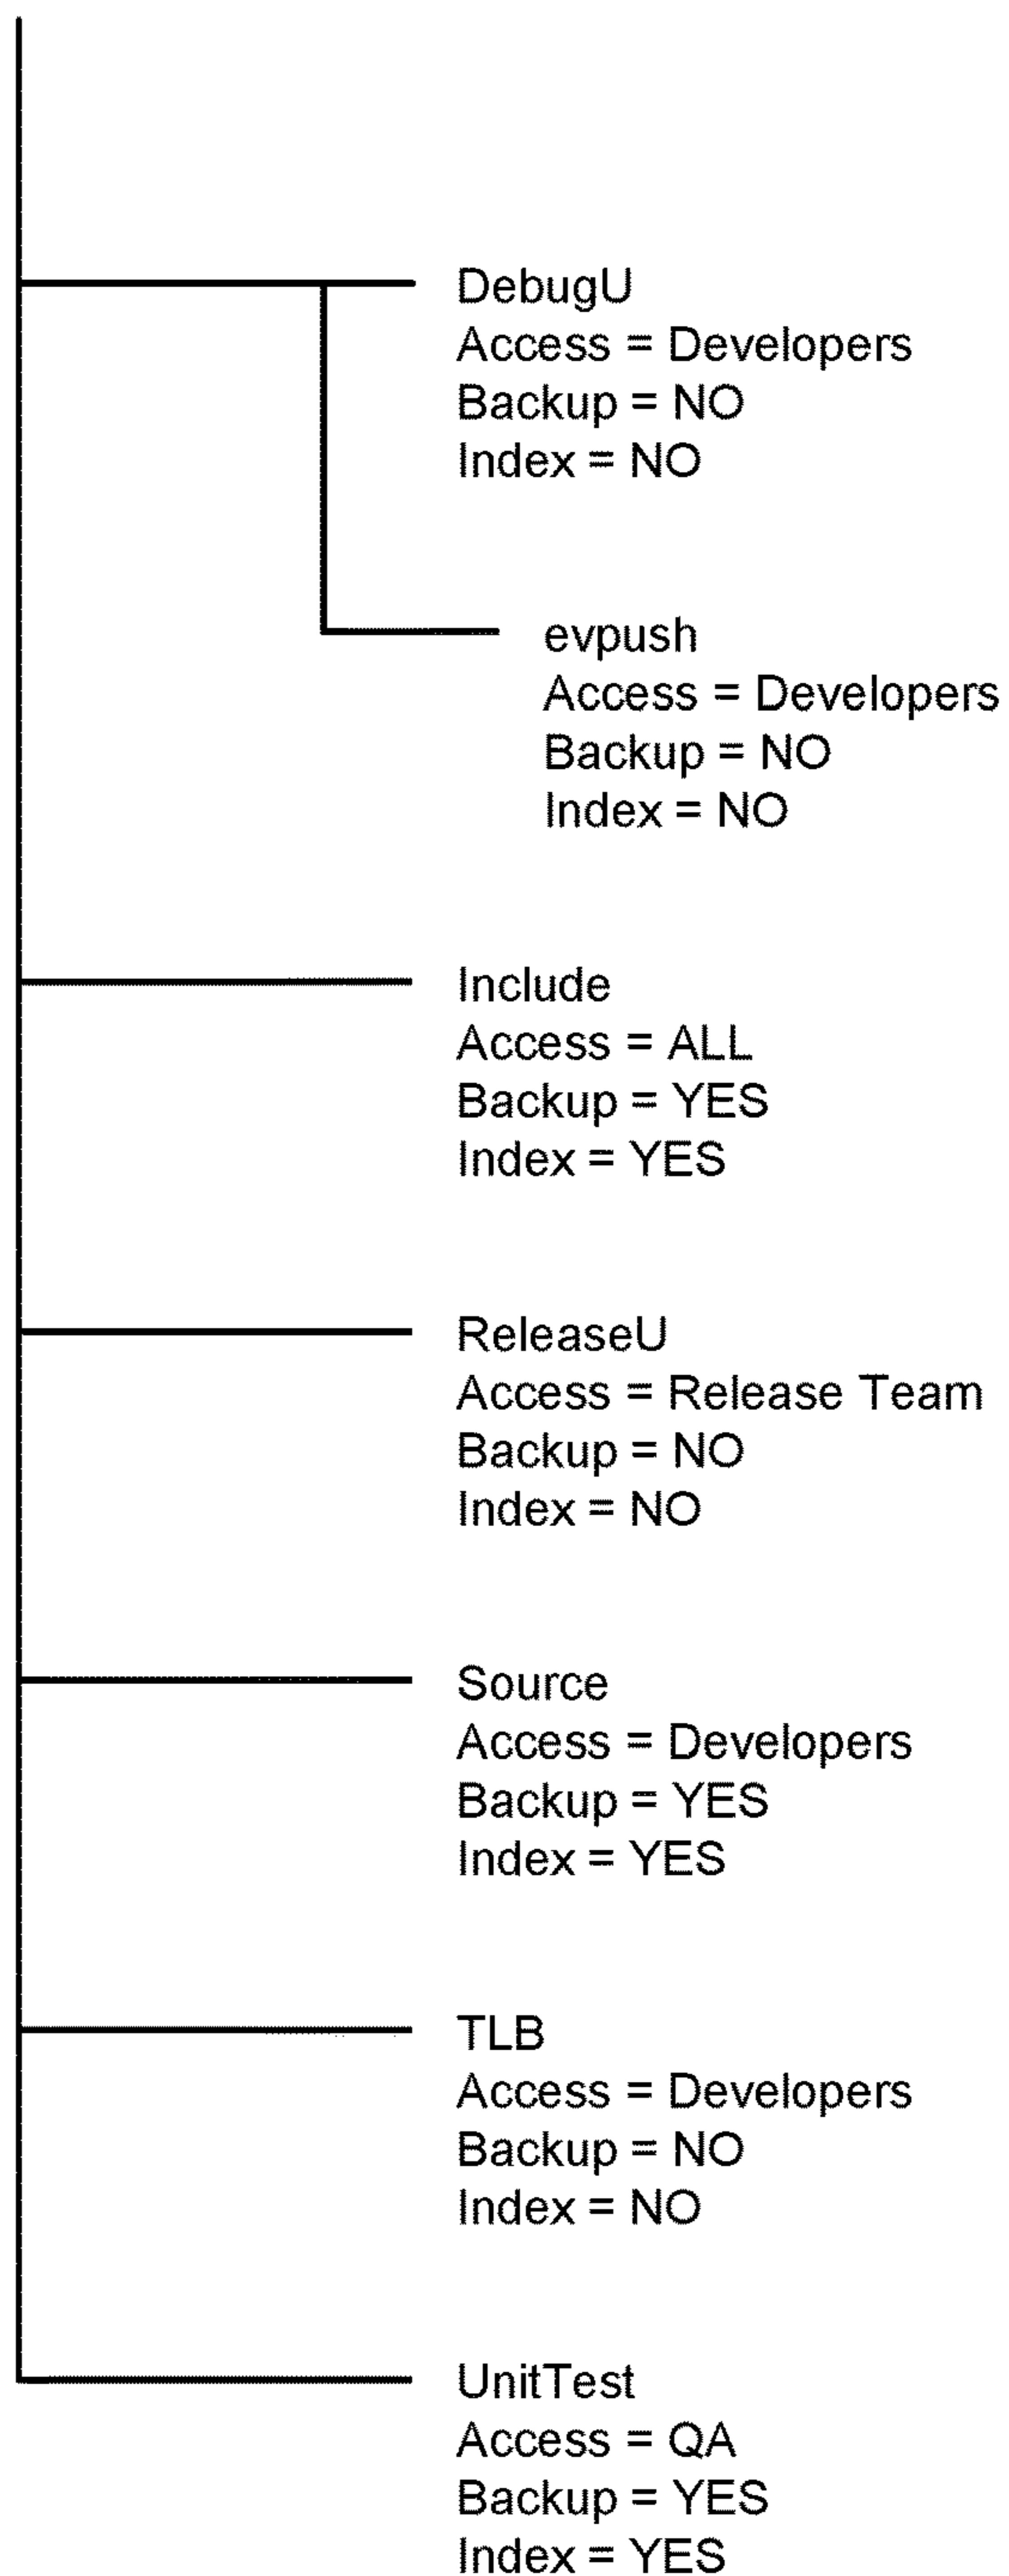 DebugU
Access = Developers
Backup = NO
Index = NO
evpush
Access = Developers
Backup = NO
Index = NO
Include
Access = ALL
Backup = YES
Index = YES
ReleaseU
Access = Release Team
Backup = NO
Index = NO
Source
Access = Developers
Backup = YES
Index = YES
TLB
Access = Developers
Backup = NO
Index = NO
UnitTest
Access = QA
Backup = YES
Index = YES